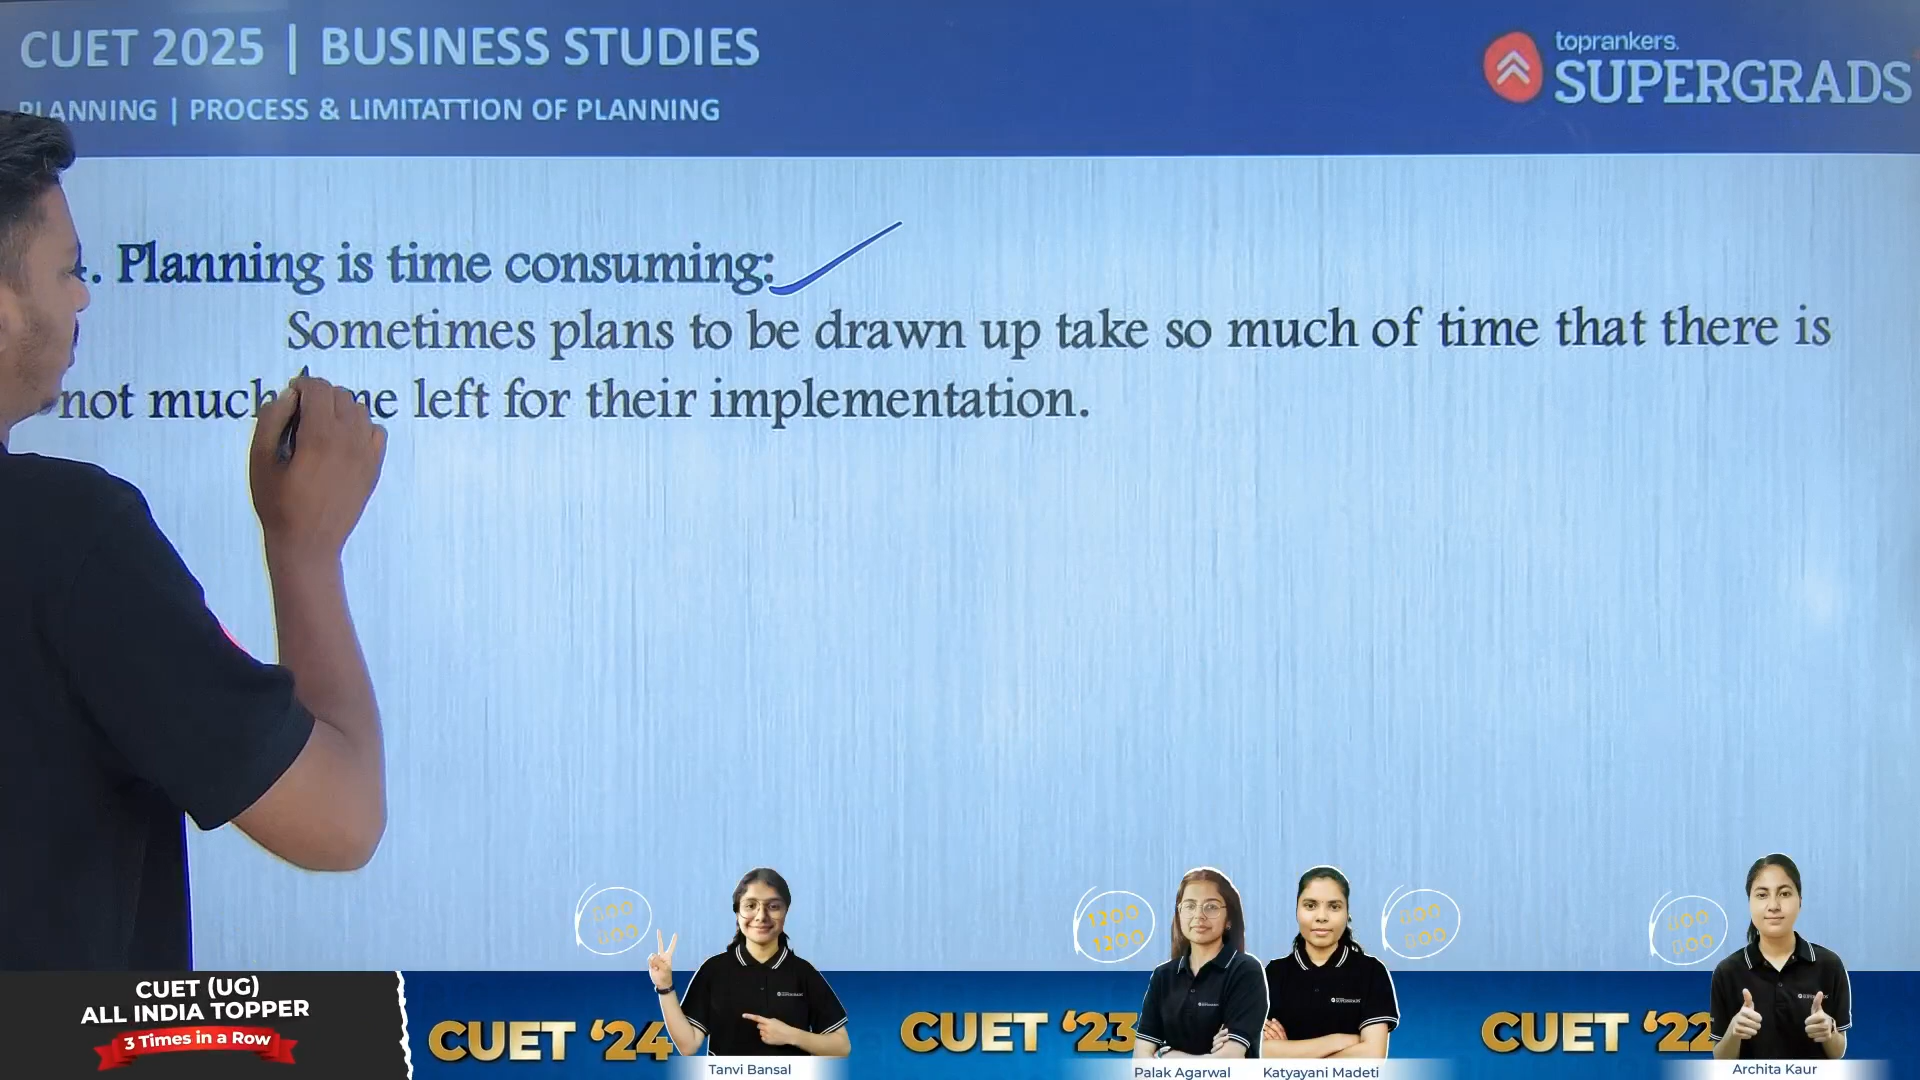 CUET 2025 | BUSINESS STUDIES
PLANNING | PROCESS & LIMITATTION OF PLANNING
toprankers.
SUPERGRADS
. Planning is time consuming:
Sometimes plans to be drawn up take so much of time that there is
not much left for their implementation.
1200
1200
CUET (UG)
ALL INDIA TOPPER
3 Times in a Row
CUET ‘24
Tanvi Bansal
CUET ‘23
Palak Agarwal
Katyayani Madeti
CUET ‘22
Archita Kaur